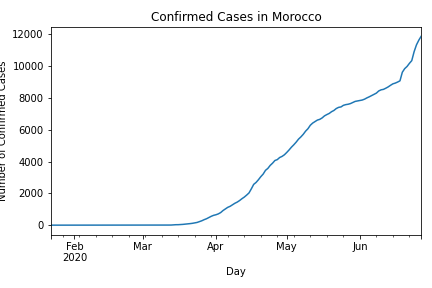 Confirmed Cases in Morocco
12000
10000
8000
6000
4000
2000
0
Number of Confirmed Cases
Feb
2020
Mar
Apr
May
Jun
Day